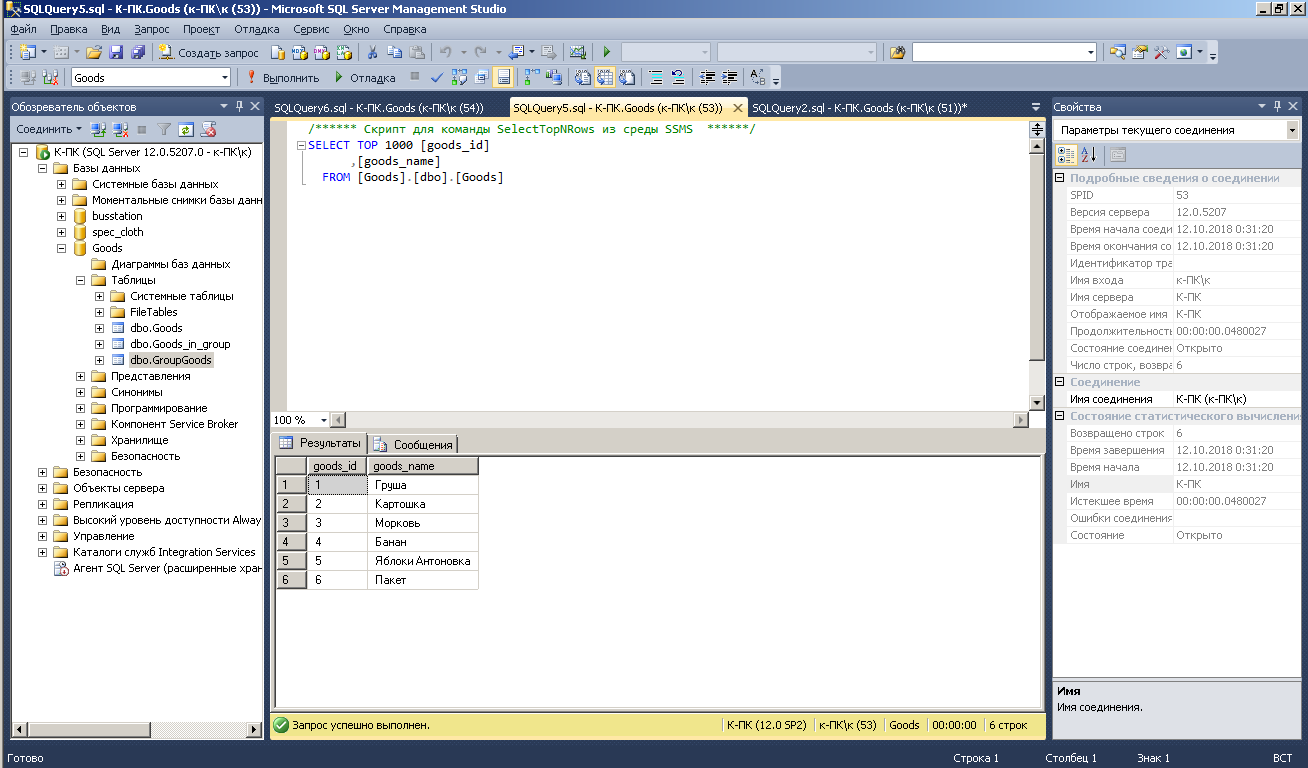 SQLQuery5.sql - К-ПК.Goods (к-ПК\к (53)) - Microsoft SQL Server Management Studio
Файл Правка Вид Запрос Проект Отладка Сервис Окно Справка
Создать запрос
Goods Выполнить Отладка
Обозреватель объектов
Соединить
К-ПК (SQL Server 12.0.5207.0 - к-ПК\к)
Базы данных
Системные базы данных
Моментальные снимки базы данн
busstation
spec_cloth
Goods
Диаграммы баз данных
Таблицы
Системные таблицы
FileTables
dbo.Goods
dbo.Goods_in_group
dbo.GroupGoods
Представления
Синонимы
Программирование
Компонент Service Broker
Хранилище
Безопасность
Безопасность
Объекты сервера
Репликация
Высокий уровень доступности Alway
Управление
Каталоги служб Integration Services
Агент SQL Server (расширенные хран
SQLQuery6.sql - К-ПК.Goods (к-ПК\к (54)) SQLQuery5.sql - К-ПК.Goods (к-ПК\к (53)) SQLQuery2.sql - К-ПК.Goods (к-ПК\к (51))*
/****** Скрипт для команды SelectTopNRows из среды SSMS ******/
SELECT TOP 1000 [goods_id]
,[goods_name]
FROM [Goods].[dbo].[Goods]
100 %
Результаты Сообщения
goods_id goods_name
1 1 Груша
2 2 Картошка
3 3 Морковь
4 4 Банан
5 5 Яблоки Антоновка
6 6 Пакет
Запрос успешно выполнен. К-ПК (12.0 SP2) к-ПК\к (53) Goods 00:00:00 6 строк
Свойства
Параметры текущего соединения
Подробные сведения о соединении
SPID 53
Версия сервера 12.0.5207
Время начала соеди 12.10.2018 0:31:20
Время окончания со 12.10.2018 0:31:20
Идентификатор тра
Имя входа к-ПК\к
Имя сервера К-ПК
Отображаемое имя К-ПК
Продолжительность 00:00:00.0480027
Состояние соединен Открыто
Число строк, возвра 6
Соединение
Имя соединения К-ПК (к-ПК\к)
Состояние статистического вычислени
Возвращено строк 6
Время завершения 12.10.2018 0:31:20
Время начала 12.10.2018 0:31:20
Имя К-ПК
Истекшее время 00:00:00.0480027
Ошибки соединения
Состояние Открыто
Имя
Имя соединения.
Готово Строка 1 Столбец 1 Знак 1 ВСТ